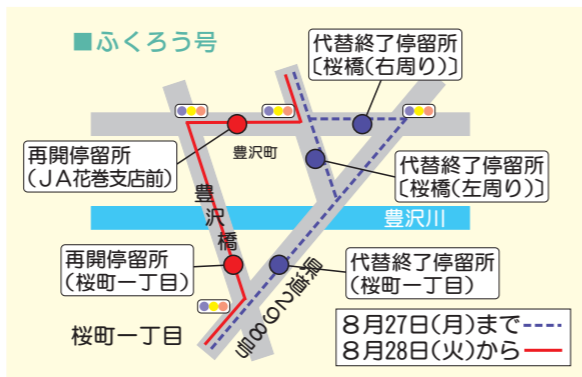 ■ふくろう号
代替終了停留所
〔桜橋(右周り)〕
再開停留所
(JA花巻支店前)
豊沢町
代替終了停留所
〔桜橋(左周り)〕
豊沢橋
豊沢川
再開停留所
(桜町一丁目)
代替終了停留所
(桜町一丁目)
県道298号
桜町一丁目
8月27日(月)まで
8月28日(火)から